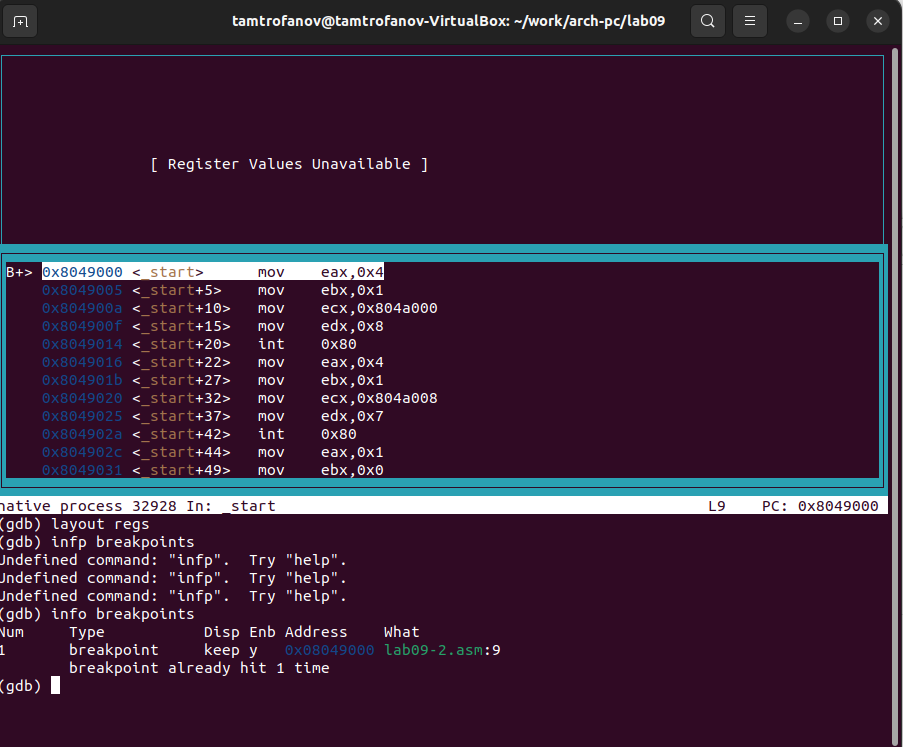 tamtrofanov@tamtrofanov-VirtualBox: ~/work/arch-pc/lab09
[ Register Values Unavailable ]
B+> 0x8049000 <_start> mov eax,0x4
0x8049005 <_start+5> mov ebx,0x1
0x804900a <_start+10> mov ecx,0x804a000
0x804900f <_start+15> mov edx,0x8
0x8049014 <_start+20> int 0x80
0x8049016 <_start+22> mov eax,0x4
0x804901b <_start+27> mov ebx,0x1
0x8049020 <_start+32> mov ecx,0x804a008
0x8049025 <_start+37> mov edx,0x7
0x804902a <_start+42> int 0x80
0x804902c <_start+44> mov eax,0x1
0x8049031 <_start+49> mov ebx,0x0
native process 32928 In: _start L9 PC: 0x8049000
(gdb) layout regs
(gdb) infp breakpoints
Undefined command: "infp". Try "help".
Undefined command: "infp". Try "help".
Undefined command: "infp". Try "help".
(gdb) info breakpoints
Num Type Disp Enb Address What
1 breakpoint keep y 0x08049000 lab09-2.asm:9
breakpoint already hit 1 time
(gdb)